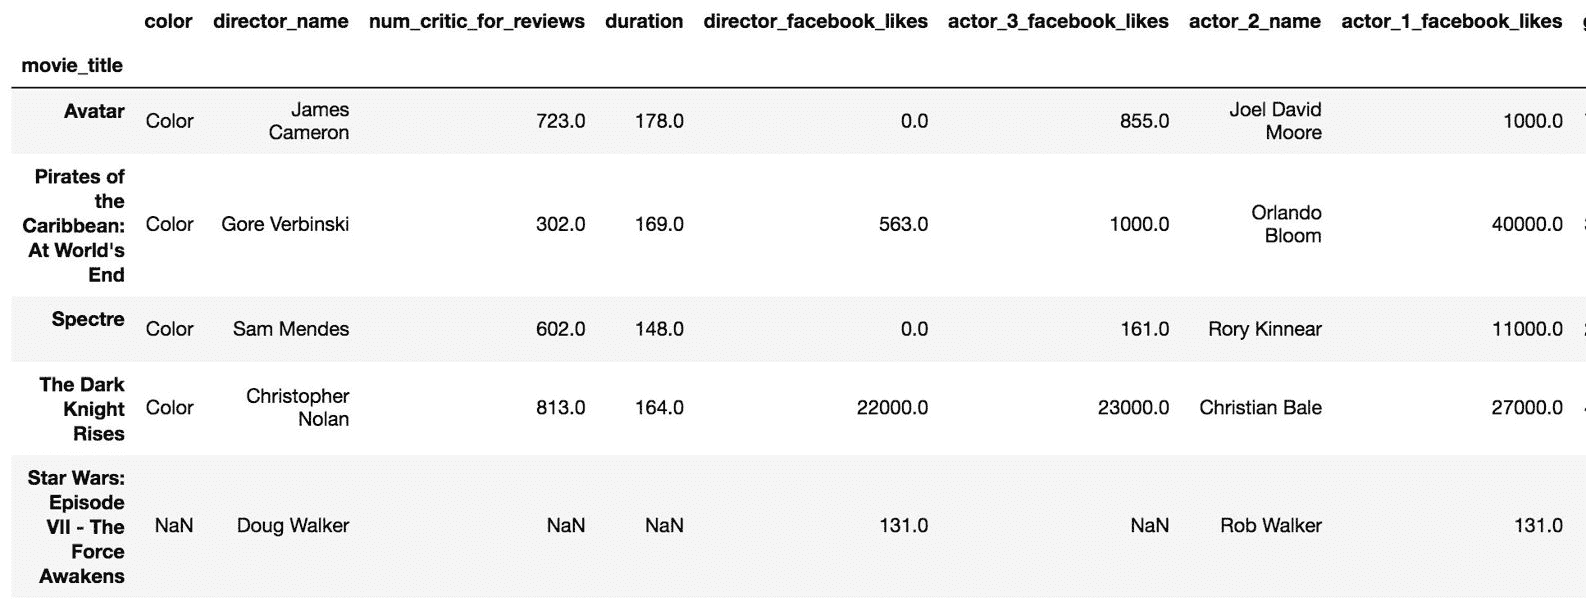 color director_name num_critic_for_reviews duration director_facebook_likes actor_3_facebook_likes actor_2_name actor_1_facebook_likes
movie_title
Avatar Color James Cameron 723.0 178.0 0.0 855.0 Joel David Moore 1000.0
Pirates of the Caribbean: At World's End Color Gore Verbinski 302.0 169.0 563.0 1000.0 Orlando Bloom 40000.0
Spectre Color Sam Mendes 602.0 148.0 0.0 161.0 Rory Kinnear 11000.0
The Dark Knight Rises Color Christopher Nolan 813.0 164.0 22000.0 23000.0 Christian Bale 27000.0
Star Wars: Episode VII - The Force Awakens NaN Doug Walker NaN NaN 131.0 NaN Rob Walker 131.0